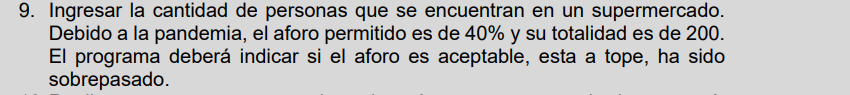 9. Ingresar la cantidad de personas que se encuentran en un supermercado.
Debido a la pandemia, el aforo permitido es de 40% y su totalidad es de 200.
El programa deberá indicar si el aforo es aceptable, esta a tope, ha sido
sobrepasado.